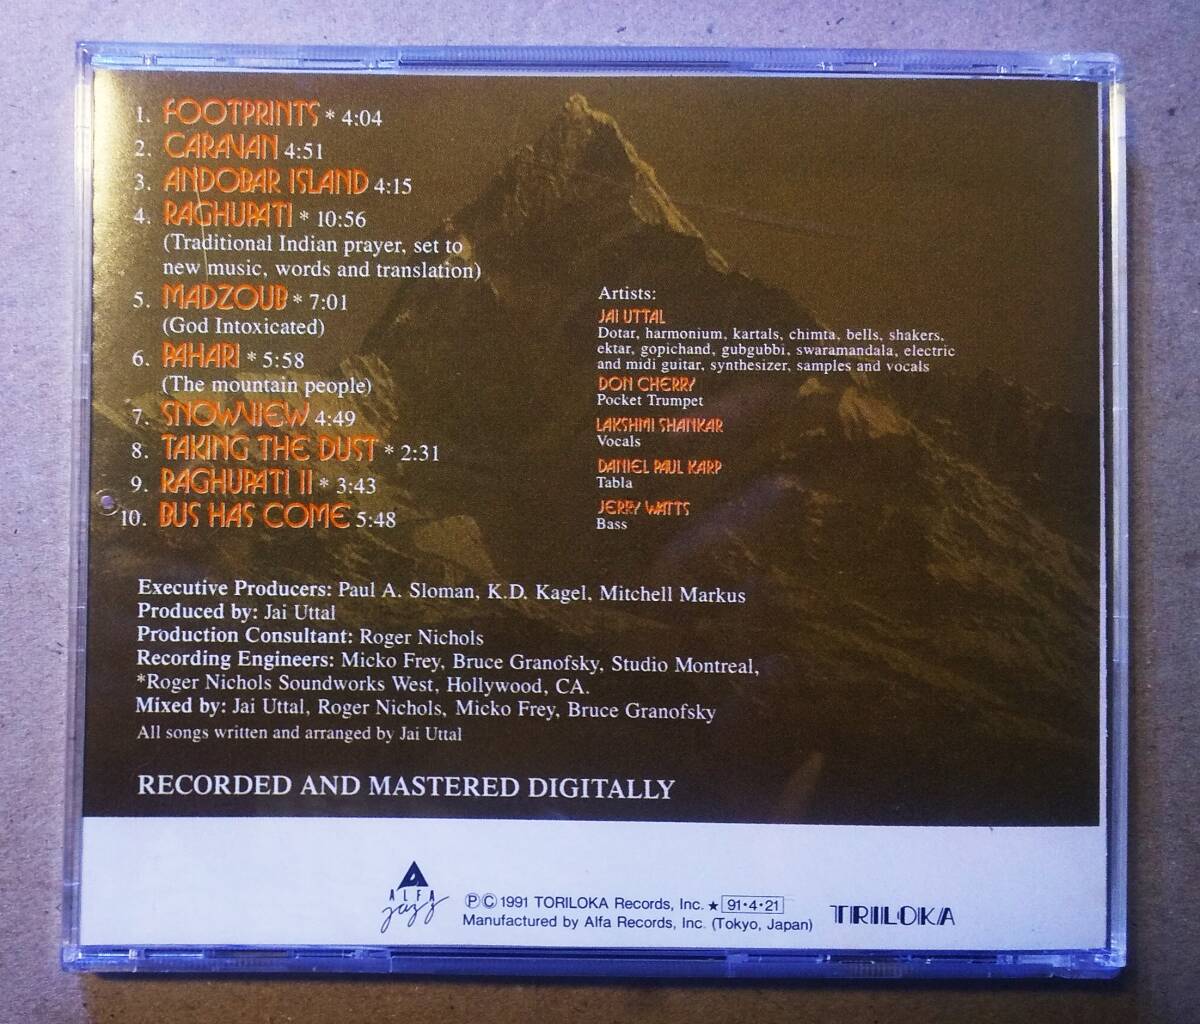 1. FOOTPRINTS * 4:04
2. CARAVAN 4:51
3. ANDOBAR ISLAND 4:15
4. RAGHUPATI * 10:56
(Traditional Indian prayer, set to
new music, words and translation)
5. MADZOUB * 7:01
(God Intoxicated)
6. PAHARI * 5:58
(The mountain people)
7. SNOWVIEW 4:49
8. TAKING THE DUST * 2:31
9. RAGHUPATI II * 3:43
10. BUS HAS COME 5:48
Artists:
JAI UTTAL
Dotar, harmonium, kartals, chimta, bells, shakers,
ektar, gopichand, gubgubbi, swaramandala, electric
and midi guitar, synthesizer, samples and vocals
DON CHERRY
Pocket Trumpet
LAKSHMI SHANKAR
Vocals
DANIEL PAUL KARP
Tabla
JERRY WATTS
Bass
Executive Producers: Paul A. Sloman, K.D. Kagel, Mitchell Markus
Produced by: Jai Uttal
Production Consultant: Roger Nichols
Recording Engineers: Micko Frey, Bruce Granofsky, Studio Montreal,
*Roger Nichols Soundworks West, Hollywood, CA.
Mixed by: Jai Uttal, Roger Nichols, Micko Frey, Bruce Granofsky
All songs written and arranged by Jai Uttal
RECORDED AND MASTERED DIGITALLY
ALFA
jazz
ⓅⒸ 1991 TORILOKA Records, Inc. ★ 91·4·21
Manufactured by Alfa Records, Inc. (Tokyo, Japan)
TRILOKA